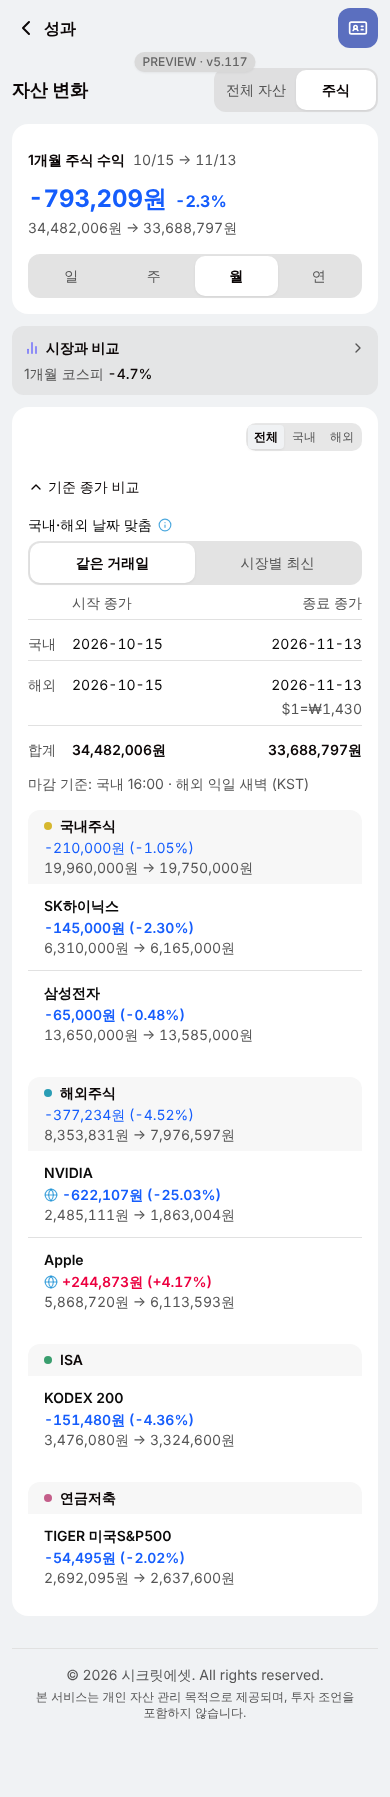 성과
PREVIEW · v5.117
자산 변화
전체 자산 주식
1개월 주식 수익 10/15 → 11/13
-793,209원 -2.3%
34,482,006원 → 33,688,797원
일 주 월 연
시장과 비교
1개월 코스피 -4.7%
전체 국내 해외
기준 종가 비교
국내·해외 날짜 맞춤
같은 거래일 시장별 최신
시작 종가 종료 종가
국내 2026-10-15 2026-11-13
해외 2026-10-15 2026-11-13
$1=₩1,430
합계 34,482,006원 33,688,797원
마감 기준: 국내 16:00 · 해외 익일 새벽 (KST)
국내주식
-210,000원 (-1.05%)
19,960,000원 → 19,750,000원
SK하이닉스
-145,000원 (-2.30%)
6,310,000원 → 6,165,000원
삼성전자
-65,000원 (-0.48%)
13,650,000원 → 13,585,000원
해외주식
-377,234원 (-4.52%)
8,353,831원 → 7,976,597원
NVIDIA
-622,107원 (-25.03%)
2,485,111원 → 1,863,004원
Apple
+244,873원 (+4.17%)
5,868,720원 → 6,113,593원
ISA
KODEX 200
-151,480원 (-4.36%)
3,476,080원 → 3,324,600원
연금저축
TIGER 미국S&P500
-54,495원 (-2.02%)
2,692,095원 → 2,637,600원
© 2026 시크릿에셋. All rights reserved.
본 서비스는 개인 자산 관리 목적으로 제공되며, 투자 조언을
포함하지 않습니다.